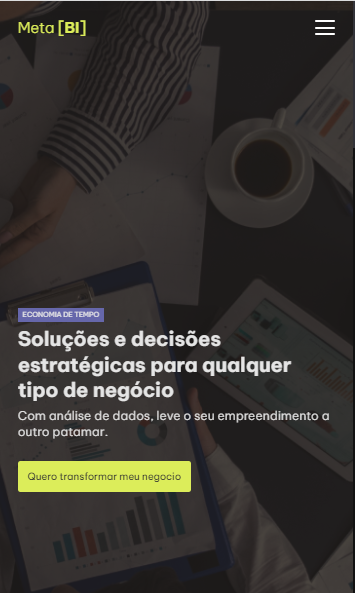 Meta [BI]
ECONOMIA DE TEMPO
Soluções e decisões
estratégicas para qualquer
tipo de negócio
Com análise de dados, leve o seu empreendimento a
outro patamar.
Quero transformar meu negocio